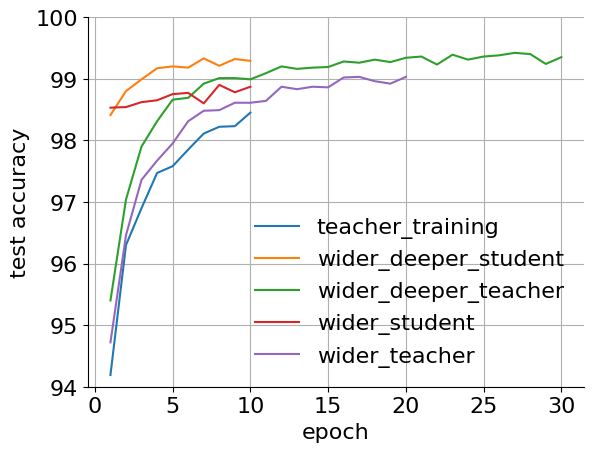 100
99
98
97
96
95
94
test accuracy
teacher_training
wider_deeper_student
wider_deeper_teacher
wider_student
wider_teacher
0 5 10 15 20 25 30
epoch